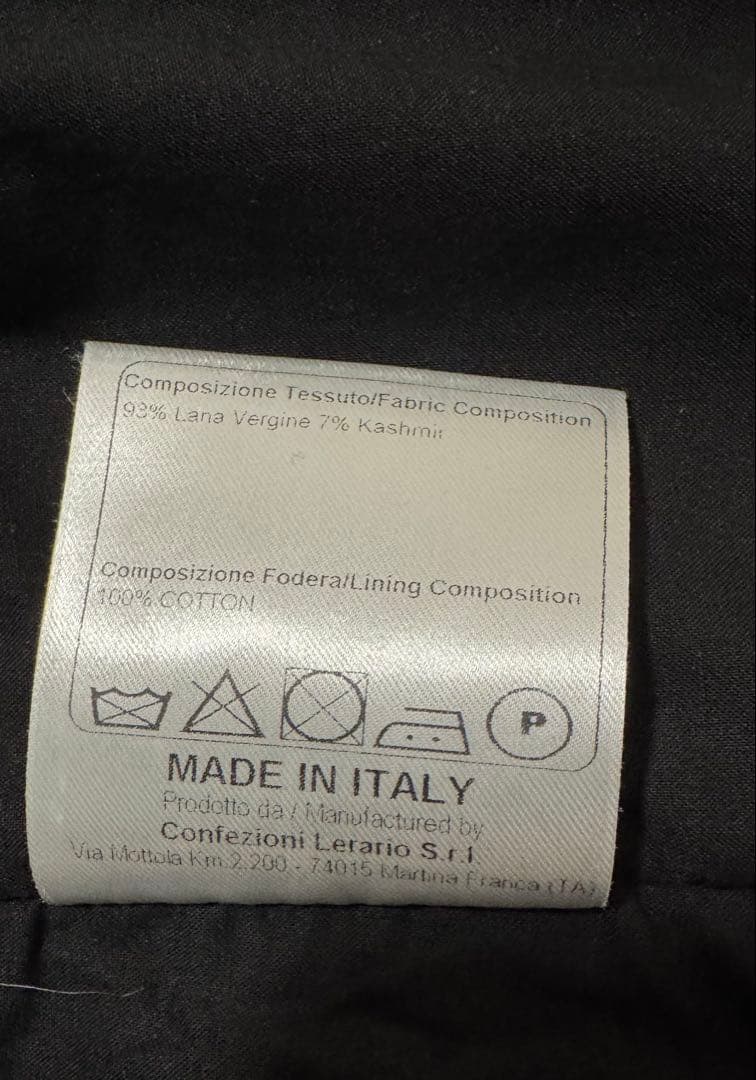 Composizione Tessuto/Fabric Composition
93% Lana Vergine 7% Kashmir
Composizione Fodera/Lining Composition
100% COTTON
P
MADE IN ITALY
Prodotto da / Manufactured by
Confezioni Lerario S.r.l.
Via Mottola Km 2.200 - 74015 Martina Franca (TA)